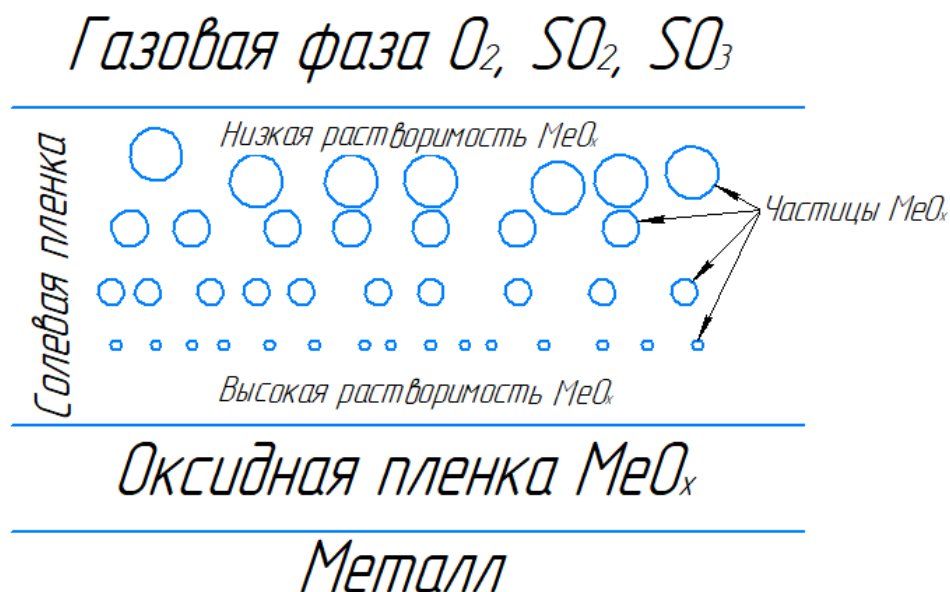 Газовая фаза O₂, SO₂, SO₃
Низкая растворимость MeOₓ
Солевая пленка
Частицы MeOₓ
Высокая растворимость MeOₓ
Оксидная пленка MeOₓ
Металл